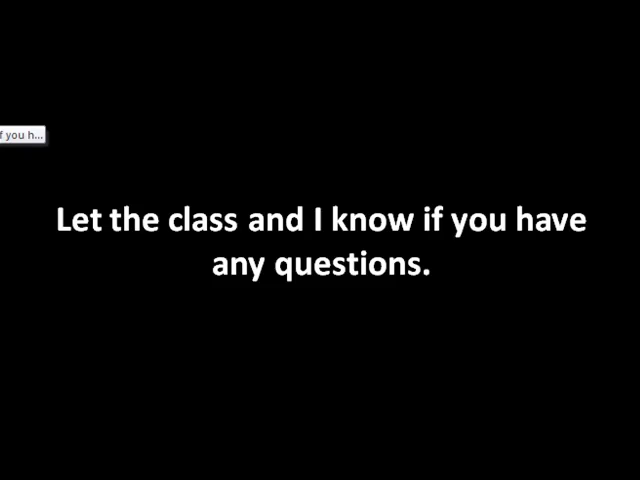 f you h...
Let the class and I know if you have
any questions.